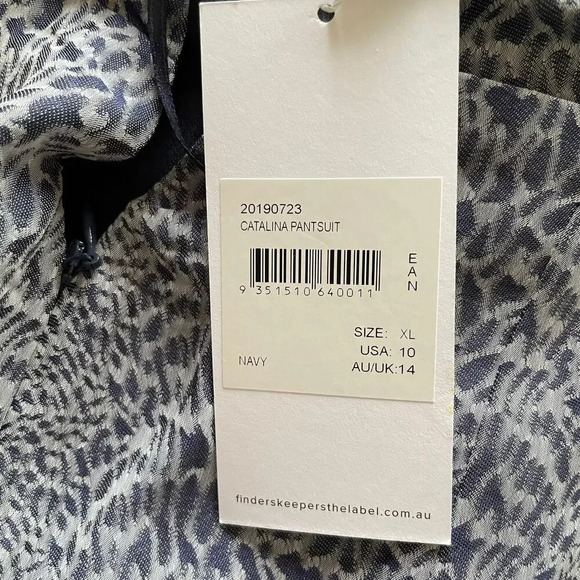 20190723
CATALINA PANTSUIT
EAN
9 351510 640011
SIZE: XL
USA: 10
NAVY
AU/UK:14
finderskeepersthelabel.com.au